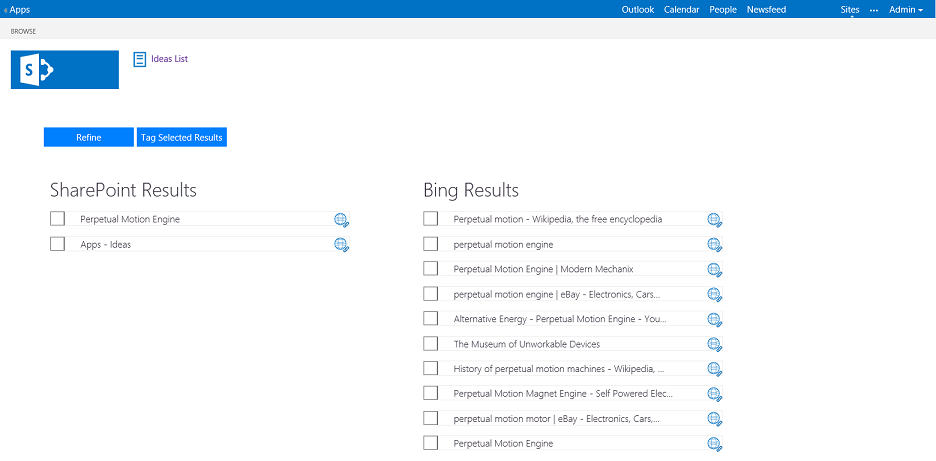 Apps
Outlook Calendar People Newsfeed Sites ... Admin
BROWSE
S
Ideas List
Refine Tag Selected Results
SharePoint Results
Perpetual Motion Engine
Apps - Ideas
Bing Results
Perpetual motion - Wikipedia, the free encyclopedia
perpetual motion engine
Perpetual Motion Engine | Modern Mechanix
perpetual motion engine | eBay - Electronics, Cars...
Alternative Energy - Perpetual Motion Engine - You...
The Museum of Unworkable Devices
History of perpetual motion machines - Wikipedia, ...
Perpetual Motion Magnet Engine - Self Powered Elec...
perpetual motion motor | eBay - Electronics, Cars,...
Perpetual Motion Engine